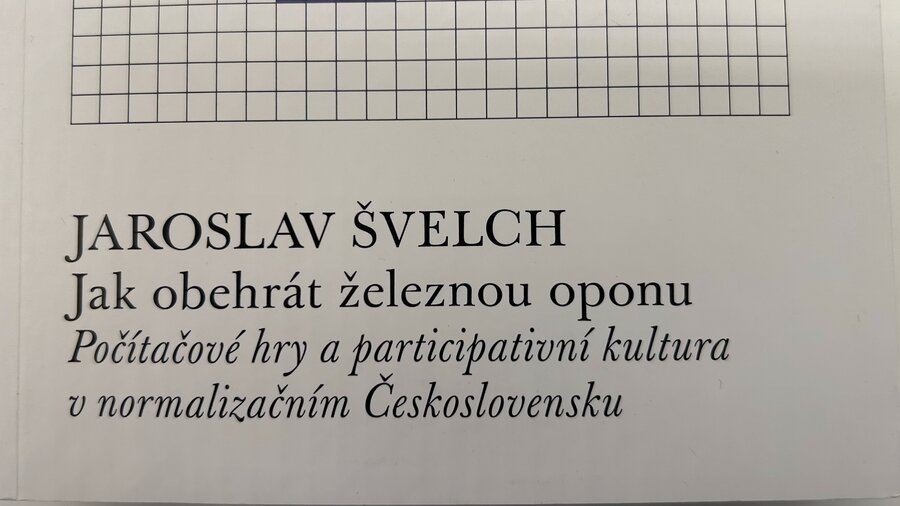 JAROSLAV ŠVELCH
Jak obehrát železnou oponu
Počítačové hry a participativní kultura
v normalizačním Československu